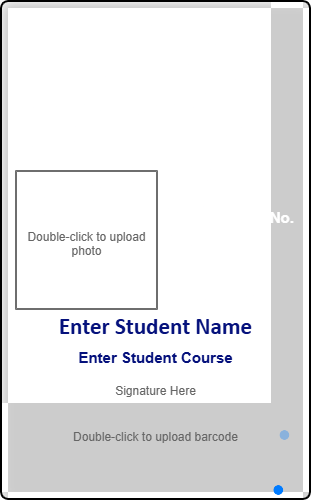 No.
Double-click to upload
photo
Enter Student Name
Enter Student Course
Signature Here
Double-click to upload barcode